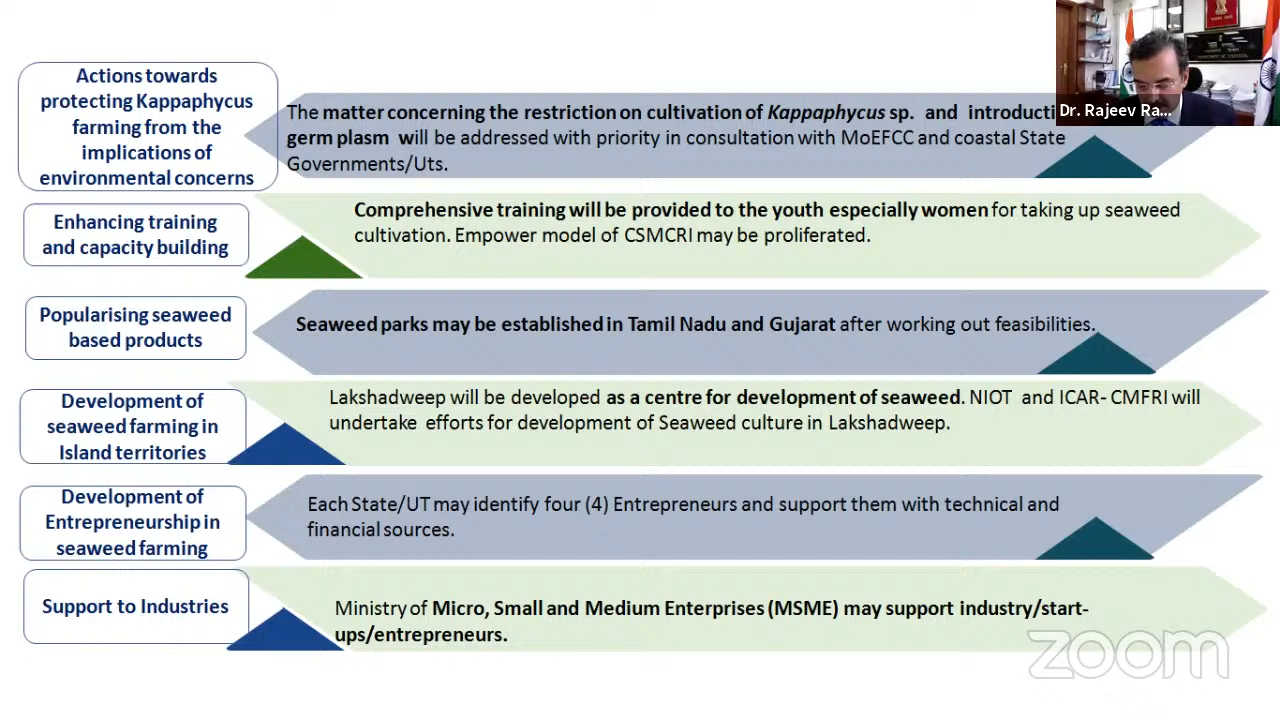 Actions towards
protecting Kappaphycus
farming from the
implications of
environmental concerns
The matter concerning the restriction on cultivation of Kappaphycus sp. and introducti
germ plasm will be addressed with priority in consultation with MoEFCC and coastal State
Governments/Uts.
Dr. Rajeev Ra...
Enhancing training
and capacity building
Comprehensive training will be provided to the youth especially women for taking up seaweed
cultivation. Empower model of CSMCRI may be proliferated.
Popularising seaweed
based products
Seaweed parks may be established in Tamil Nadu and Gujarat after working out feasibilities.
Development of
seaweed farming in
Island territories
Lakshadweep will be developed as a centre for development of seaweed. NIOT and ICAR- CMFRI will
undertake efforts for development of Seaweed culture in Lakshadweep.
Development of
Entrepreneurship in
seaweed farming
Each State/UT may identify four (4) Entrepreneurs and support them with technical and
financial sources.
Support to Industries
Ministry of Micro, Small and Medium Enterprises (MSME) may support industry/start-
ups/entrepreneurs.
zoom